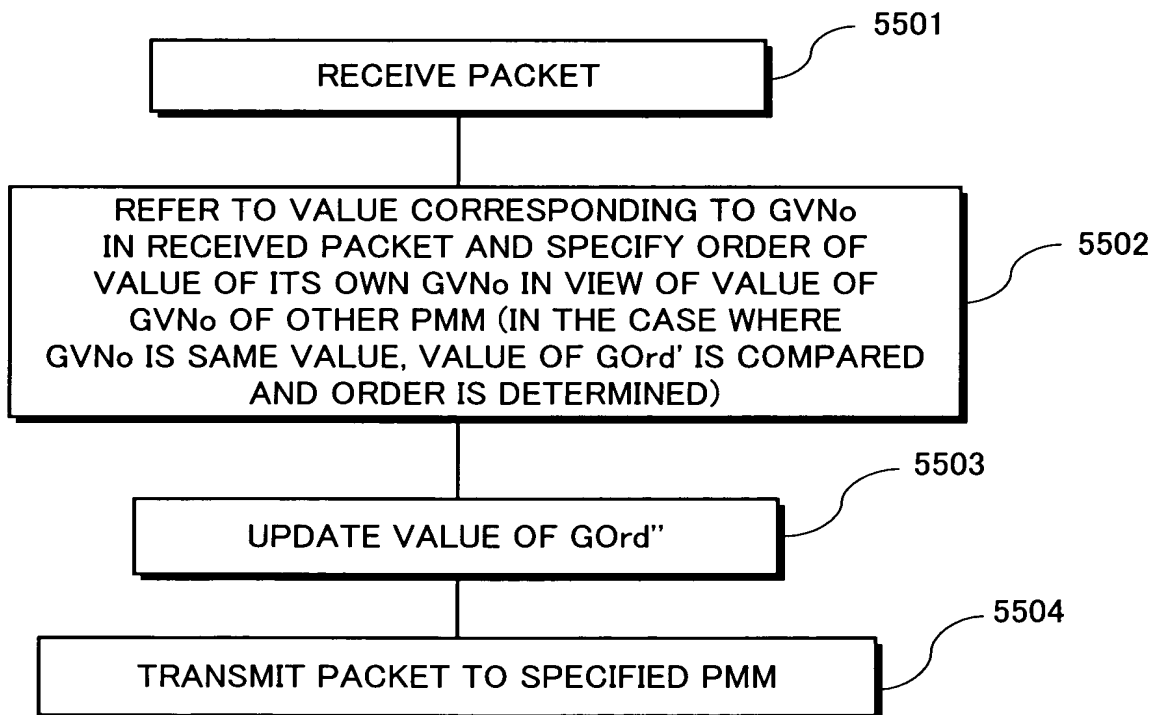 5501
RECEIVE PACKET
REFER TO VALUE CORRESPONDING TO GVNo
IN RECEIVED PACKET AND SPECIFY ORDER OF
VALUE OF ITS OWN GVNo IN VIEW OF VALUE OF
GVNo OF OTHER PMM (IN THE CASE WHERE
GVNo IS SAME VALUE, VALUE OF GOrd' IS COMPARED
AND ORDER IS DETERMINED)
5502
5503
UPDATE VALUE OF GOrd”
5504
TRANSMIT PACKET TO SPECIFIED PMM